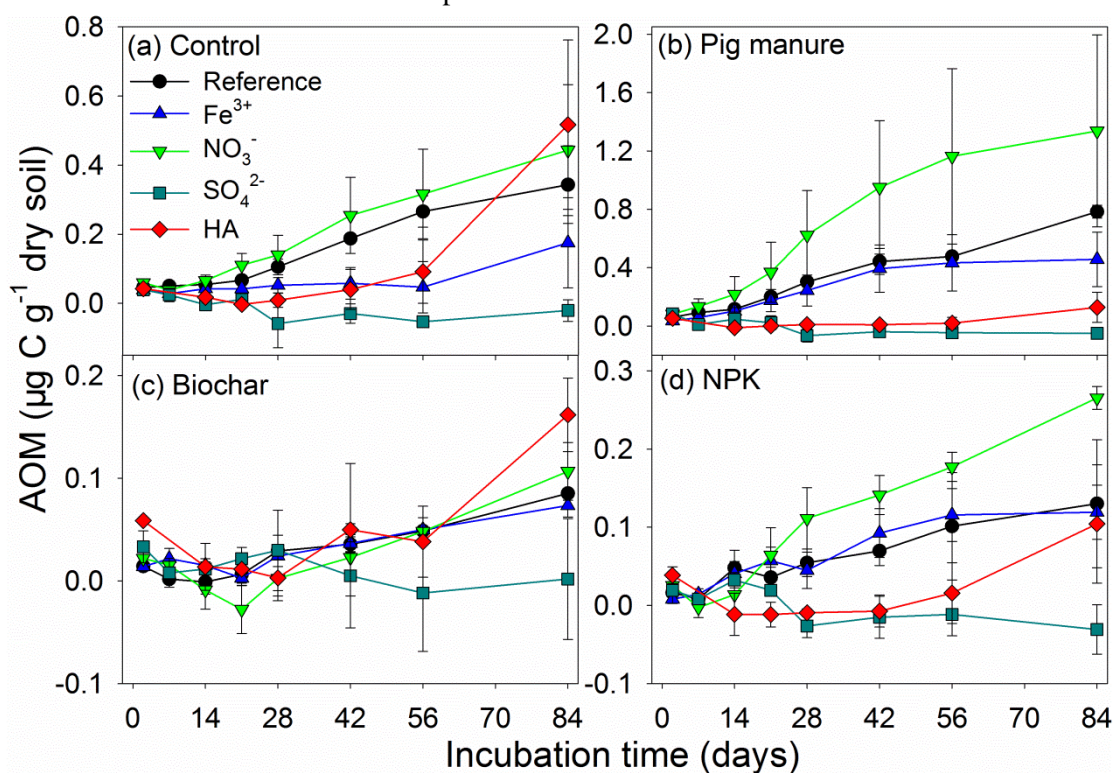 (a) Control
Reference
Fe³⁺
NO₃⁻
SO₄²⁻
HA
0.8
0.6
0.4
0.2
0.0
(b) Pig manure
2.0
1.6
1.2
0.8
0.4
0.0
(c) Biochar
0.2
0.1
0.0
-0.1
(d) NPK
0.3
0.2
0.1
0.0
-0.1
AOM (µg C g⁻¹ dry soil)
0 14 28 42 56 70 84
0 14 28 42 56 70 84
Incubation time (days)